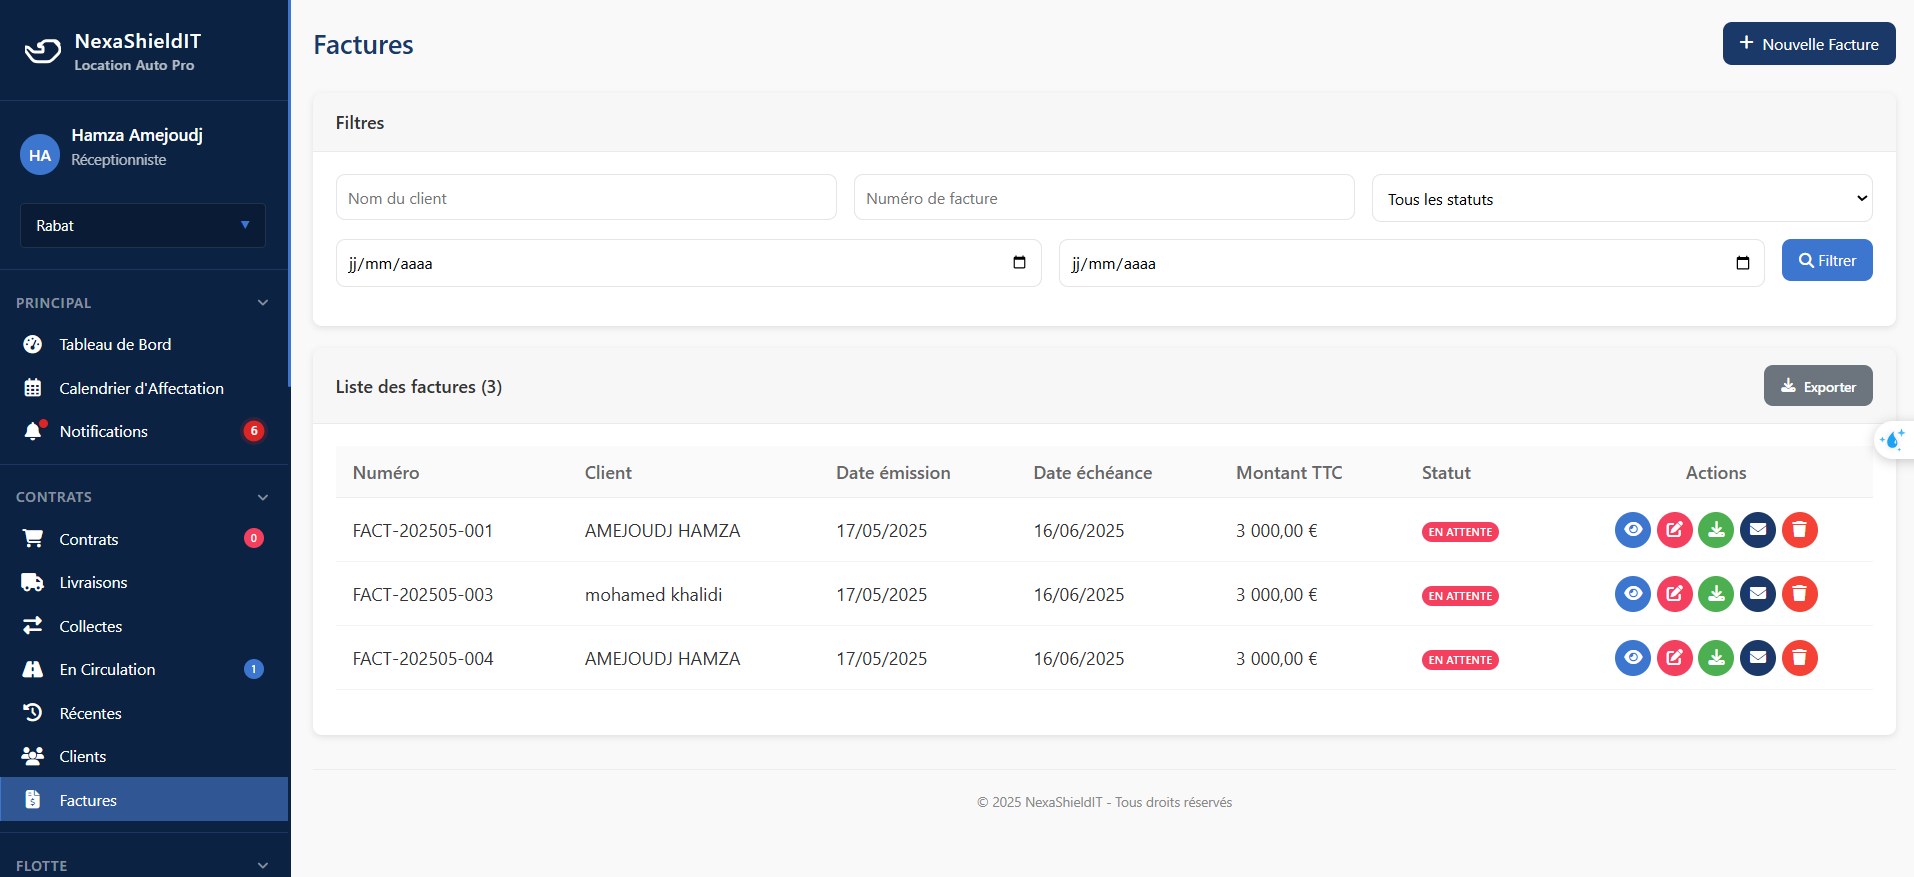 NexaShieldIT
Location Auto Pro
HA
Hamza Amejoudj
Réceptionniste
Rabat
PRINCIPAL
Tableau de Bord
Calendrier d'Affectation
Notifications 6
CONTRATS
Contrats 0
Livraisons
Collectes
En Circulation 1
Récentes
Clients
Factures
FLOTTE
Factures
Nouvelle Facture
Filtres
Nom du client Numéro de facture Tous les statuts
jj/mm/aaaa jj/mm/aaaa Filtrer
Liste des factures (3) Exporter
Numéro Client Date émission Date échéance Montant TTC Statut Actions
FACT-202505-001 AMEJOUDJ HAMZA 17/05/2025 16/06/2025 3 000,00 € EN ATTENTE
FACT-202505-003 mohamed khalidi 17/05/2025 16/06/2025 3 000,00 € EN ATTENTE
FACT-202505-004 AMEJOUDJ HAMZA 17/05/2025 16/06/2025 3 000,00 € EN ATTENTE
© 2025 NexaShieldIT - Tous droits réservés